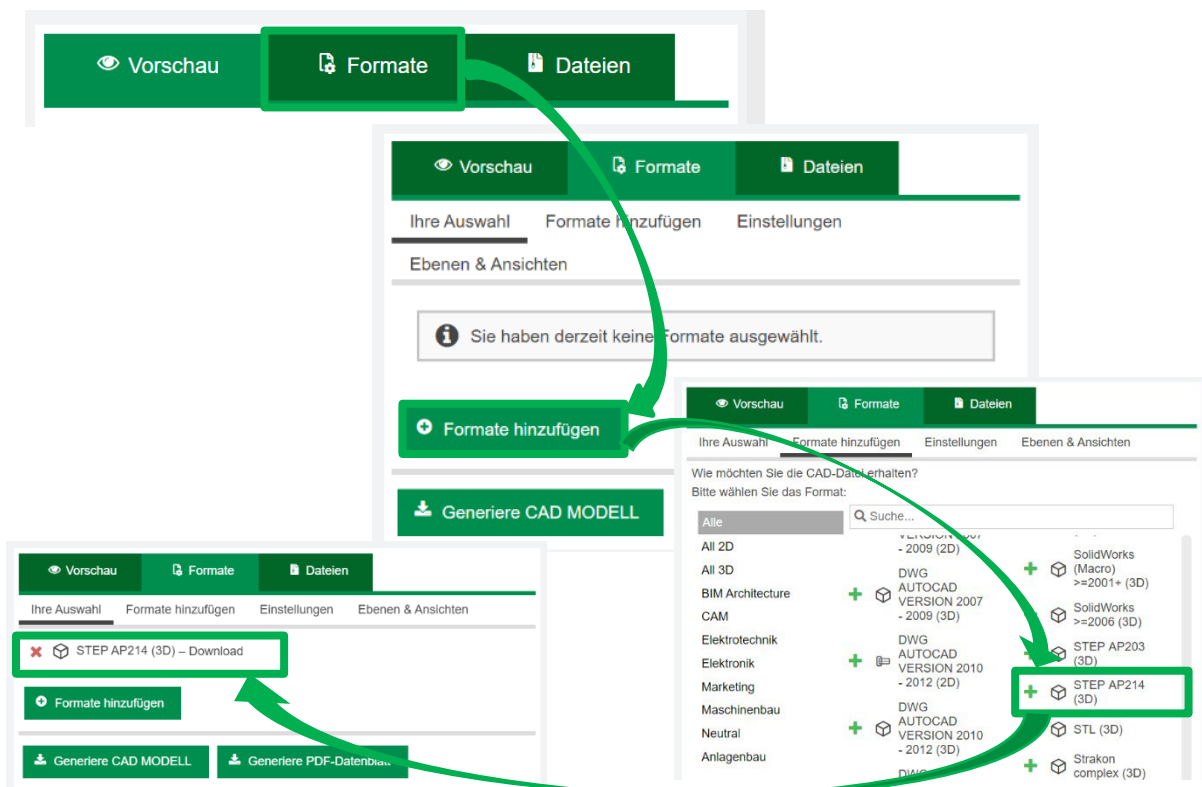 Vorschau Formate Dateien
Vorschau Formate Dateien
Ihre Auswahl Formate hinzufügen Einstellungen
Ebenen & Ansichten
Sie haben derzeit keine Formate ausgewählt.
Formate hinzufügen
Generiere CAD MODELL
Vorschau Formate Dateien
Ihre Auswahl Formate hinzufügen Einstellungen Ebenen & Ansichten
Wie möchten Sie die CAD-Datei erhalten?
Bitte wählen Sie das Format:
Suche...
Alle
All 2D
All 3D
BIM Architecture
CAM
Elektrotechnik
Elektronik
Marketing
Maschinenbau
Neutral
Anlagenbau
VERSION 2007
- 2009 (2D)
DWG
AUTOCAD
VERSION 2007
- 2009 (3D)
DWG
AUTOCAD
VERSION 2010
- 2012 (2D)
DWG
AUTOCAD
VERSION 2010
- 2012 (3D)
DWG
SolidWorks
(Macro)
>=2001+ (3D)
SolidWorks
>=2006 (3D)
STEP AP203
(3D)
STEP AP214
(3D)
STL (3D)
Strakon
complex (3D)
Vorschau Formate Dateien
Ihre Auswahl Formate hinzufügen Einstellungen Ebenen & Ansichten
STEP AP214 (3D) – Download
Formate hinzufügen
Generiere CAD MODELL Generiere PDF-Datenblatt